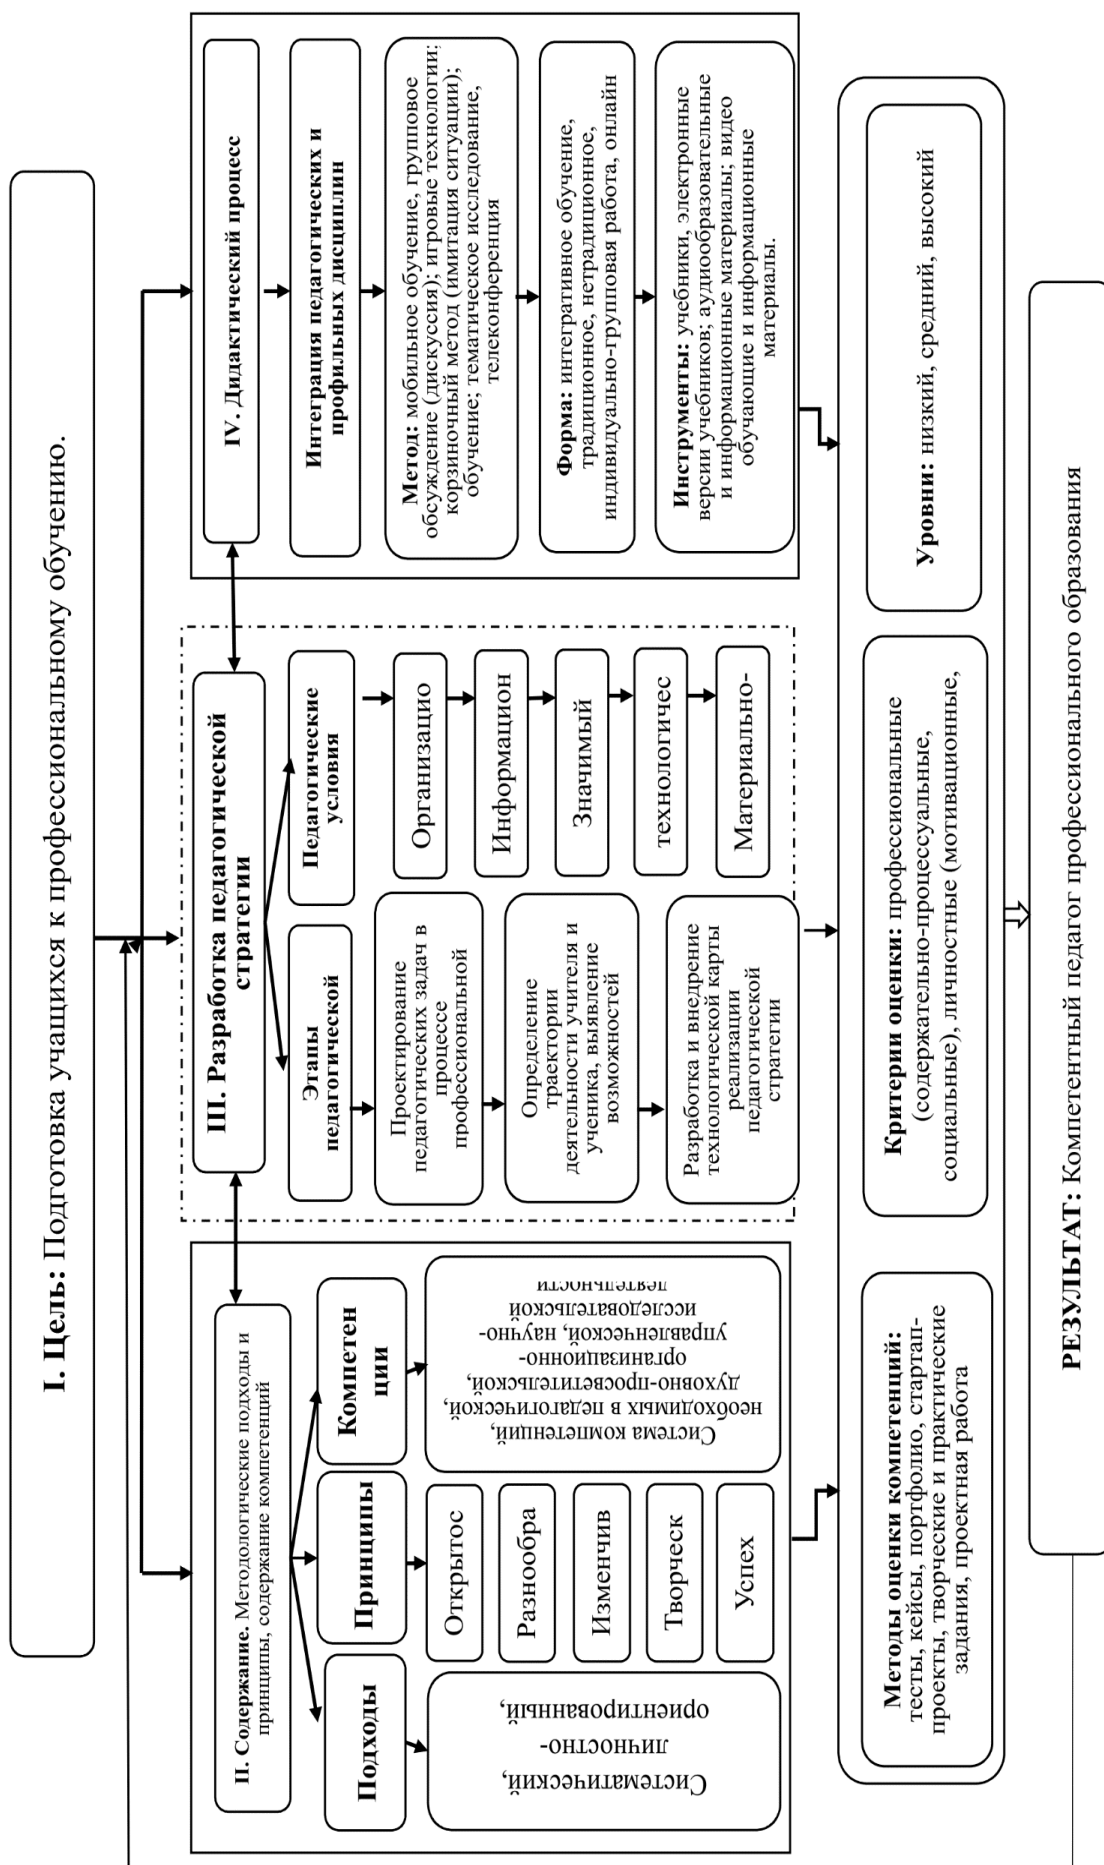 I. Цель: Подготовка учащихся к профессиональному обучению.
II. Содержание. Методологические подходы и
принципы, содержание компетенций
Подходы
Систематический,
личностно-
ориентированный,
Принципы
Открытос
Разнообра
Изменчив
Творческ
Успех
Компетен
ции
Система компетенций,
необходимых в педагогической,
духовно-просветительской,
организационно-
управленческой, научно-
исследовательской
деятельности
III. Разработка педагогической
стратегии
Этапы
педагогической
Проектирование
педагогических задач в
процессе
профессиональной
Определение
траектории
деятельности учителя и
ученика, выявление
возможностей
Разработка и внедрение
технологической карты
реализации
педагогической
стратегии
Педагогические
условия
Организацио
Информацион
Значимый
технологичес
Материально-
IV. Дидактический процесс
Интеграция педагогических и
профильных дисциплин
Метод: мобильное обучение, групповое
обсуждение (дискуссия); игровые технологии;
корзиночный метод (имитация ситуации);
обучение; тематическое исследование,
телеконференция
Форма: интегративное обучение,
традиционное, нетрадиционное,
индивидуально-групповая работа, онлайн
Инструменты: учебники, электронные
версии учебников; аудиообразовательные
и информационные материалы; видео
обучающие и информационные
материалы.
Методы оценки компетенций:
тесты, кейсы, портфолио, стартап-
проекты, творческие и практические
задания, проектная работа
Критерии оценки: профессиональные
(содержательно-процессуальные,
социальные), личностные (мотивационные,
Уровни: низкий, средний, высокий
РЕЗУЛЬТАТ: Компетентный педагог профессионального образования